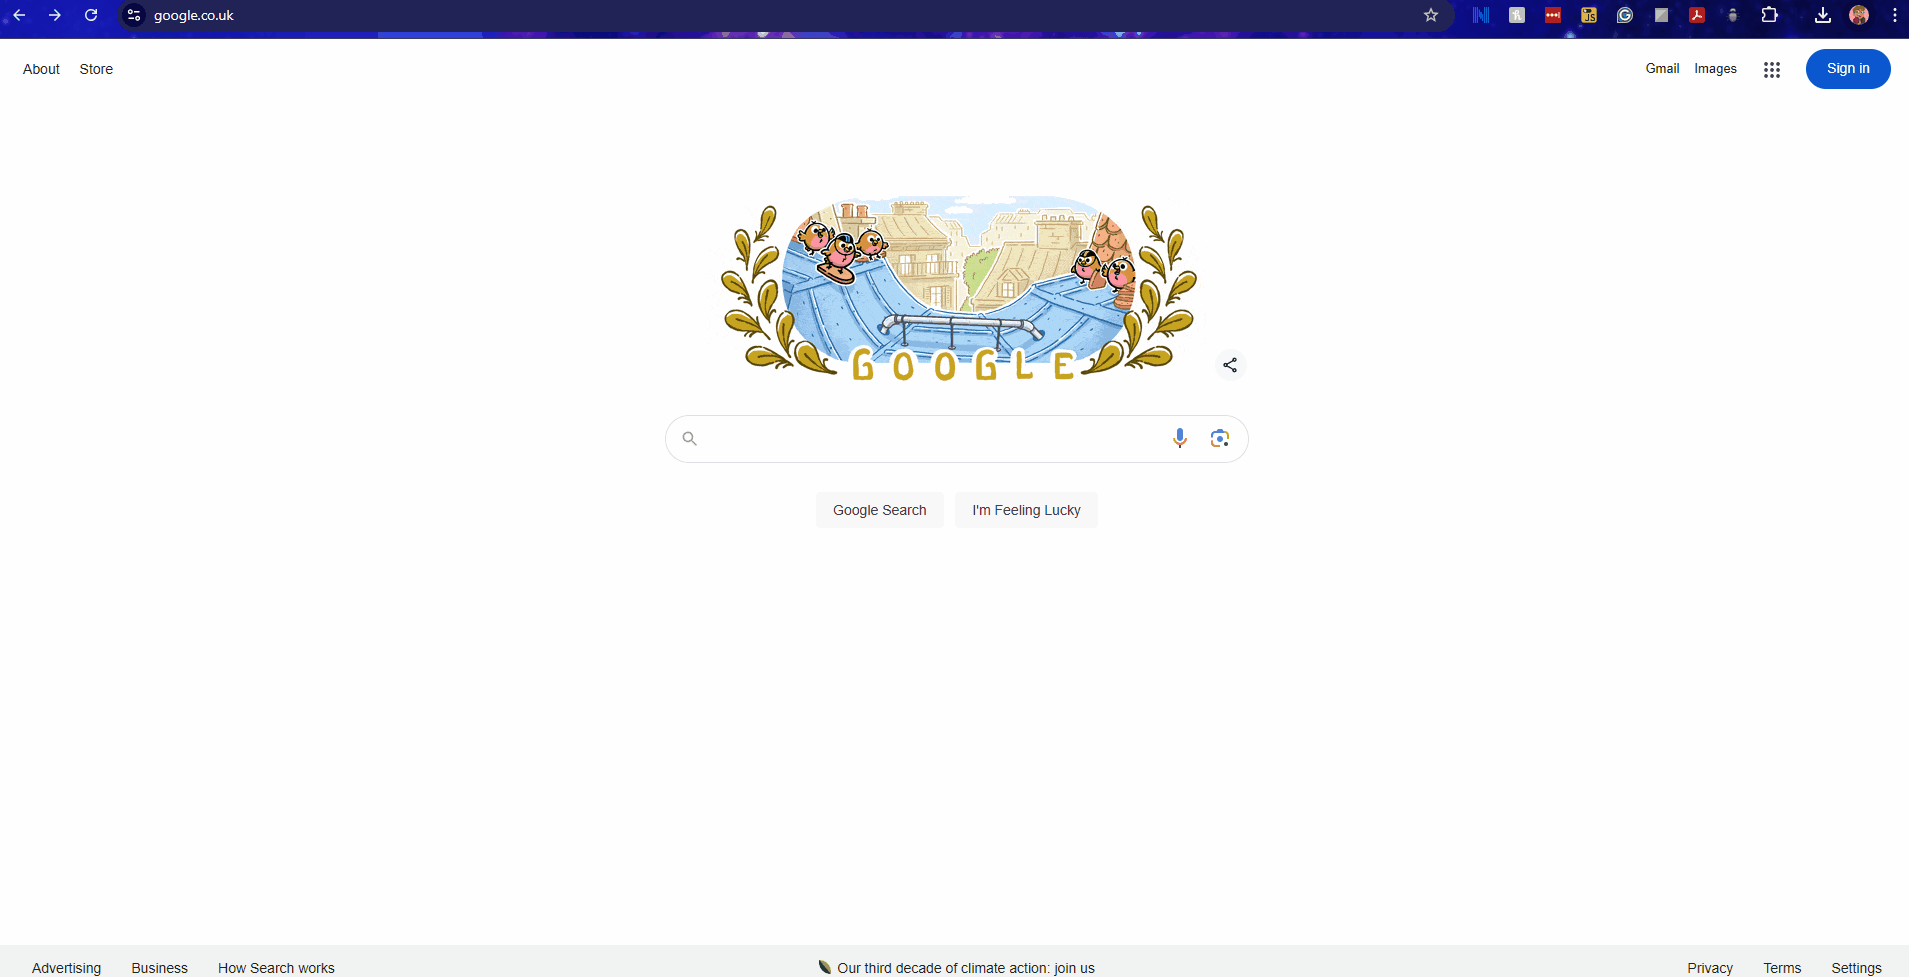 google.co.uk
About Store
Gmail Images Sign in
GOOGLE
Google Search I'm Feeling Lucky
Advertising Business How Search works
Our third decade of climate action: join us
Privacy Terms Settings